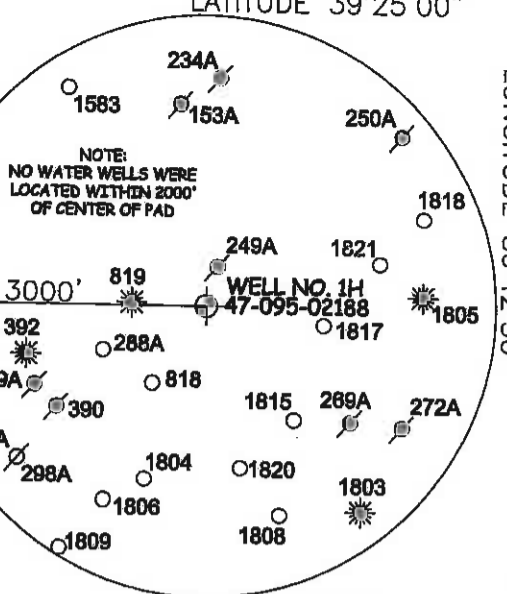 LATITUDE 39 25 00
234A
1583
153A
250A
NOTE:
NO WATER WELLS WERE
LOCATED WITHIN 2000'
OF CENTER OF PAD
1818
249A
1821
819
WELL NO. 1H
3000'
47-095-02188
1805
392
1817
288A
9A
818
390
1815
269A
272A
A
298A
1804
1820
1803
1806
1808
1809